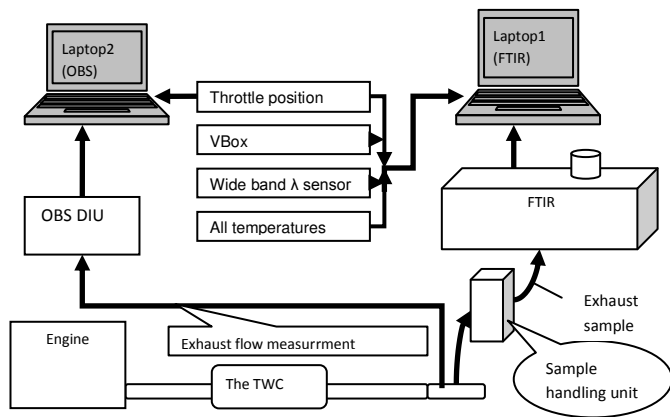 Laptop2
(OBS)
Laptop1
(FTIR)
Throttle position
VBox
Wide band λ sensor
All temperatures
OBS DIU
FTIR
Exhaust
sample
Engine
Exhaust flow measurrment
The TWC
Sample
handling unit